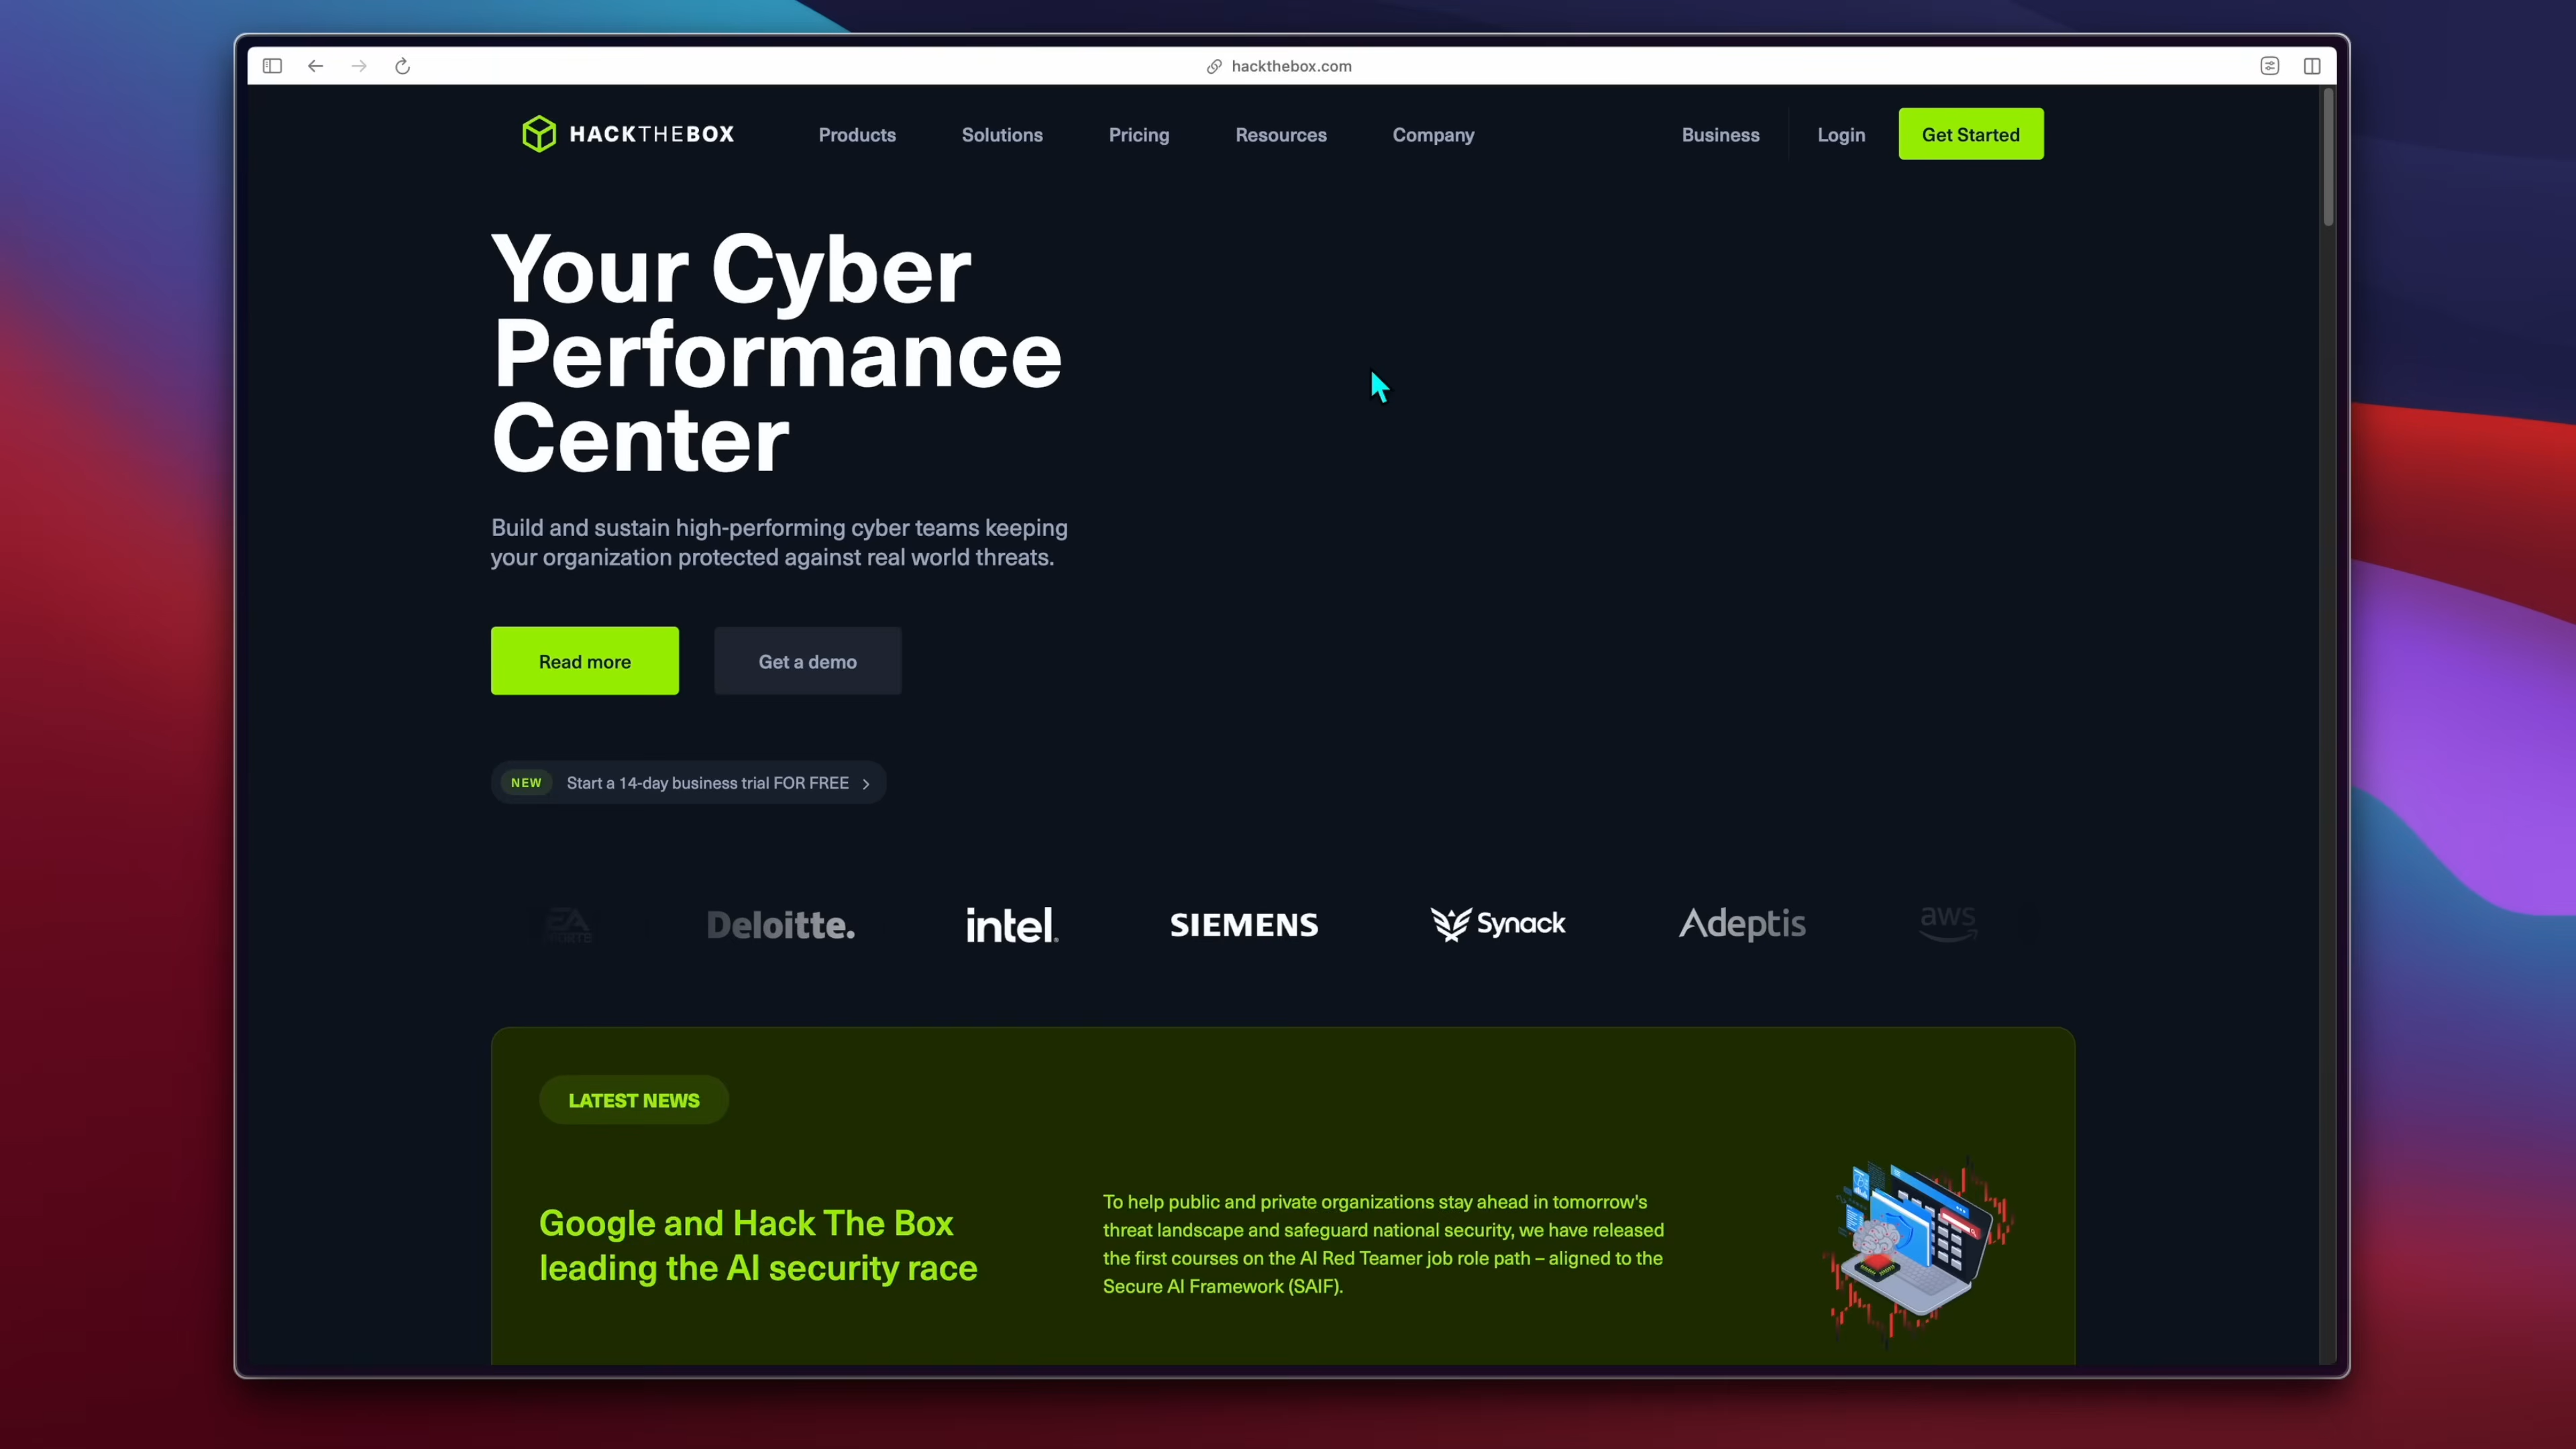 hackthebox.com
HACKTHEBOX
Products
Solutions
Pricing
Resources
Company
Business
Login
Get Started
Your Cyber
Performance
Center
Build and sustain high-performing cyber teams keeping
your organization protected against real world threats.
Read more
Get a demo
NEW
Start a 14-day business trial FOR FREE
EA
SPORTS
Deloitte.
intel.
SIEMENS
Synack
Adeptis
aws
LATEST NEWS
Google and Hack The Box
leading the AI security race
To help public and private organizations stay ahead in tomorrow's
threat landscape and safeguard national security, we have released
the first courses on the AI Red Teamer job role path – aligned to the
Secure AI Framework (SAIF).